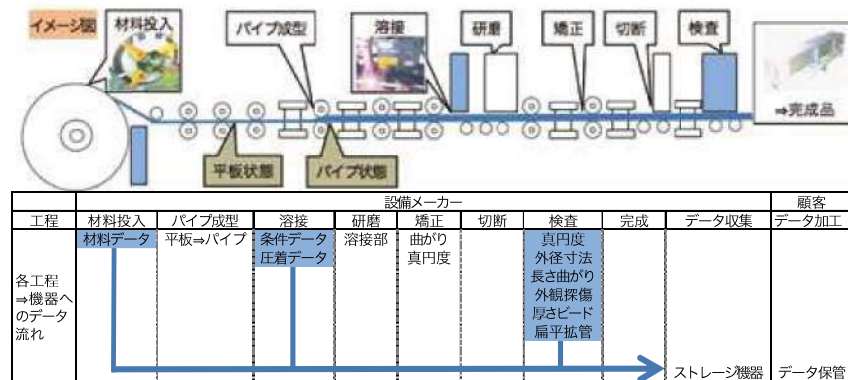 イメージ図
材料投入
パイプ成型
溶接
研磨
矯正
切断
検査
⇒完成品
平板状態
パイプ状態
設備メーカー 顧客
工程 材料投入 パイプ成型 溶接 研磨 矯正 切断 検査 完成 データ収集 データ加工
各工程
⇒機器へ
のデータ
流れ
材料データ
平板⇒パイプ
条件データ
圧着データ
溶接部
曲がり
真円度
真円度
外径寸法
長さ曲がり
外観探傷
厚さビード
扁平拡管
ストレージ機器
データ保管